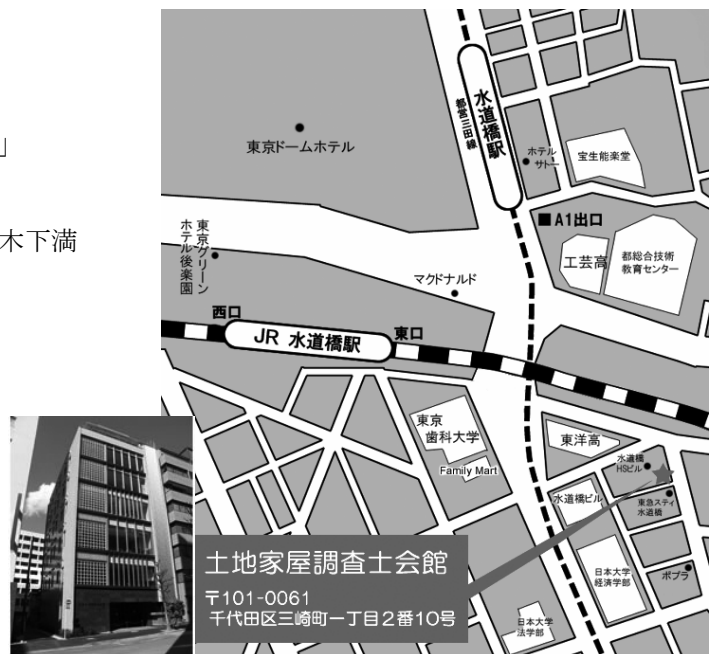 」
木下満
水道橋駅
都営三田線
東京ドームホテル
ホテル
サトー
宝生能楽堂
東京グリーン
ホテル後楽園
■A1出口
工芸高
都総合技術
教育センター
マクドナルド
西口
JR 水道橋駅
東口
東京
歯科大学
Family Mart
東洋高
水道橋
HSビル
水道橋ビル
東急スティ
水道橋
日本大学
経済学部
ポプラ
日本大学
法学部
土地家屋調査士会館
〒101-0061
千代田区三崎町一丁目2番10号